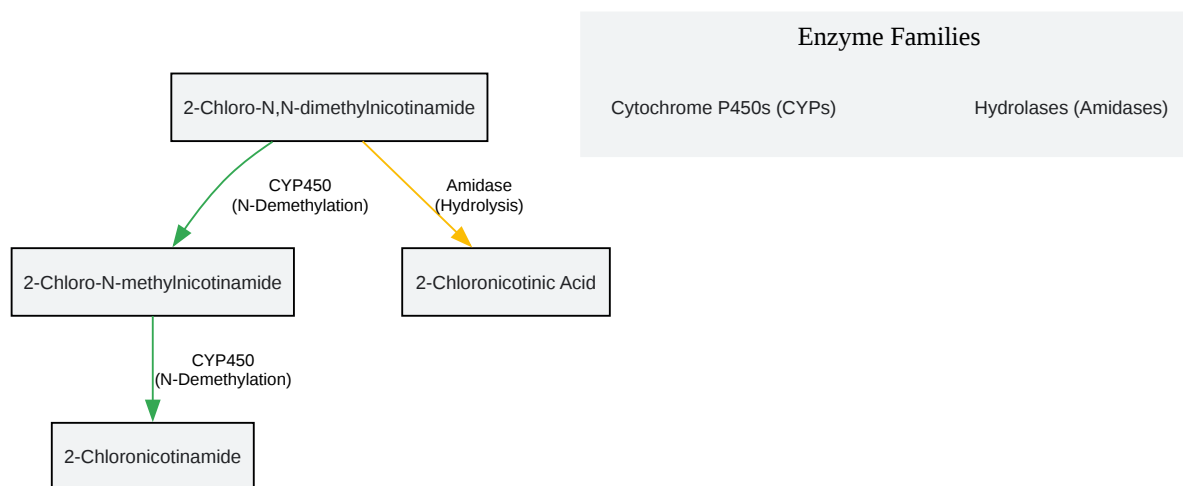 Enzyme Families
2-Chloro-N,N-dimethylnicotinamide
Cytochrome P450s (CYPs)
Hydrolases (Amidases)
CYP450
(N-Demethylation)
Amidase
(Hydrolysis)
2-Chloro-N-methylnicotinamide
2-Chloronicotinic Acid
CYP450
(N-Demethylation)
2-Chloronicotinamide